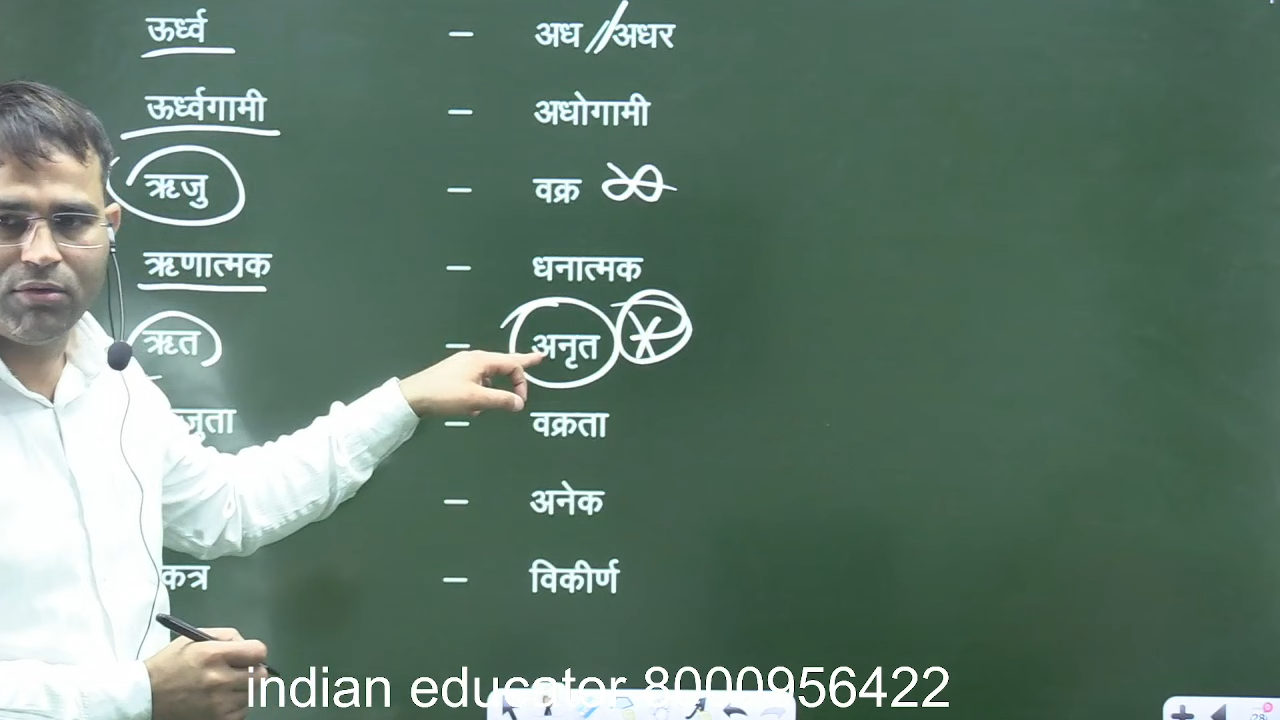 ऊर्ध्व – अध // अधर
ऊर्ध्वगामी – अधोगामी
ऋजु – वक्र
ऋणात्मक – धनात्मक
ऋत – अनृत
जुता – वक्रता
– अनेक
कत्र – विकीर्ण
indian educator 8000956422